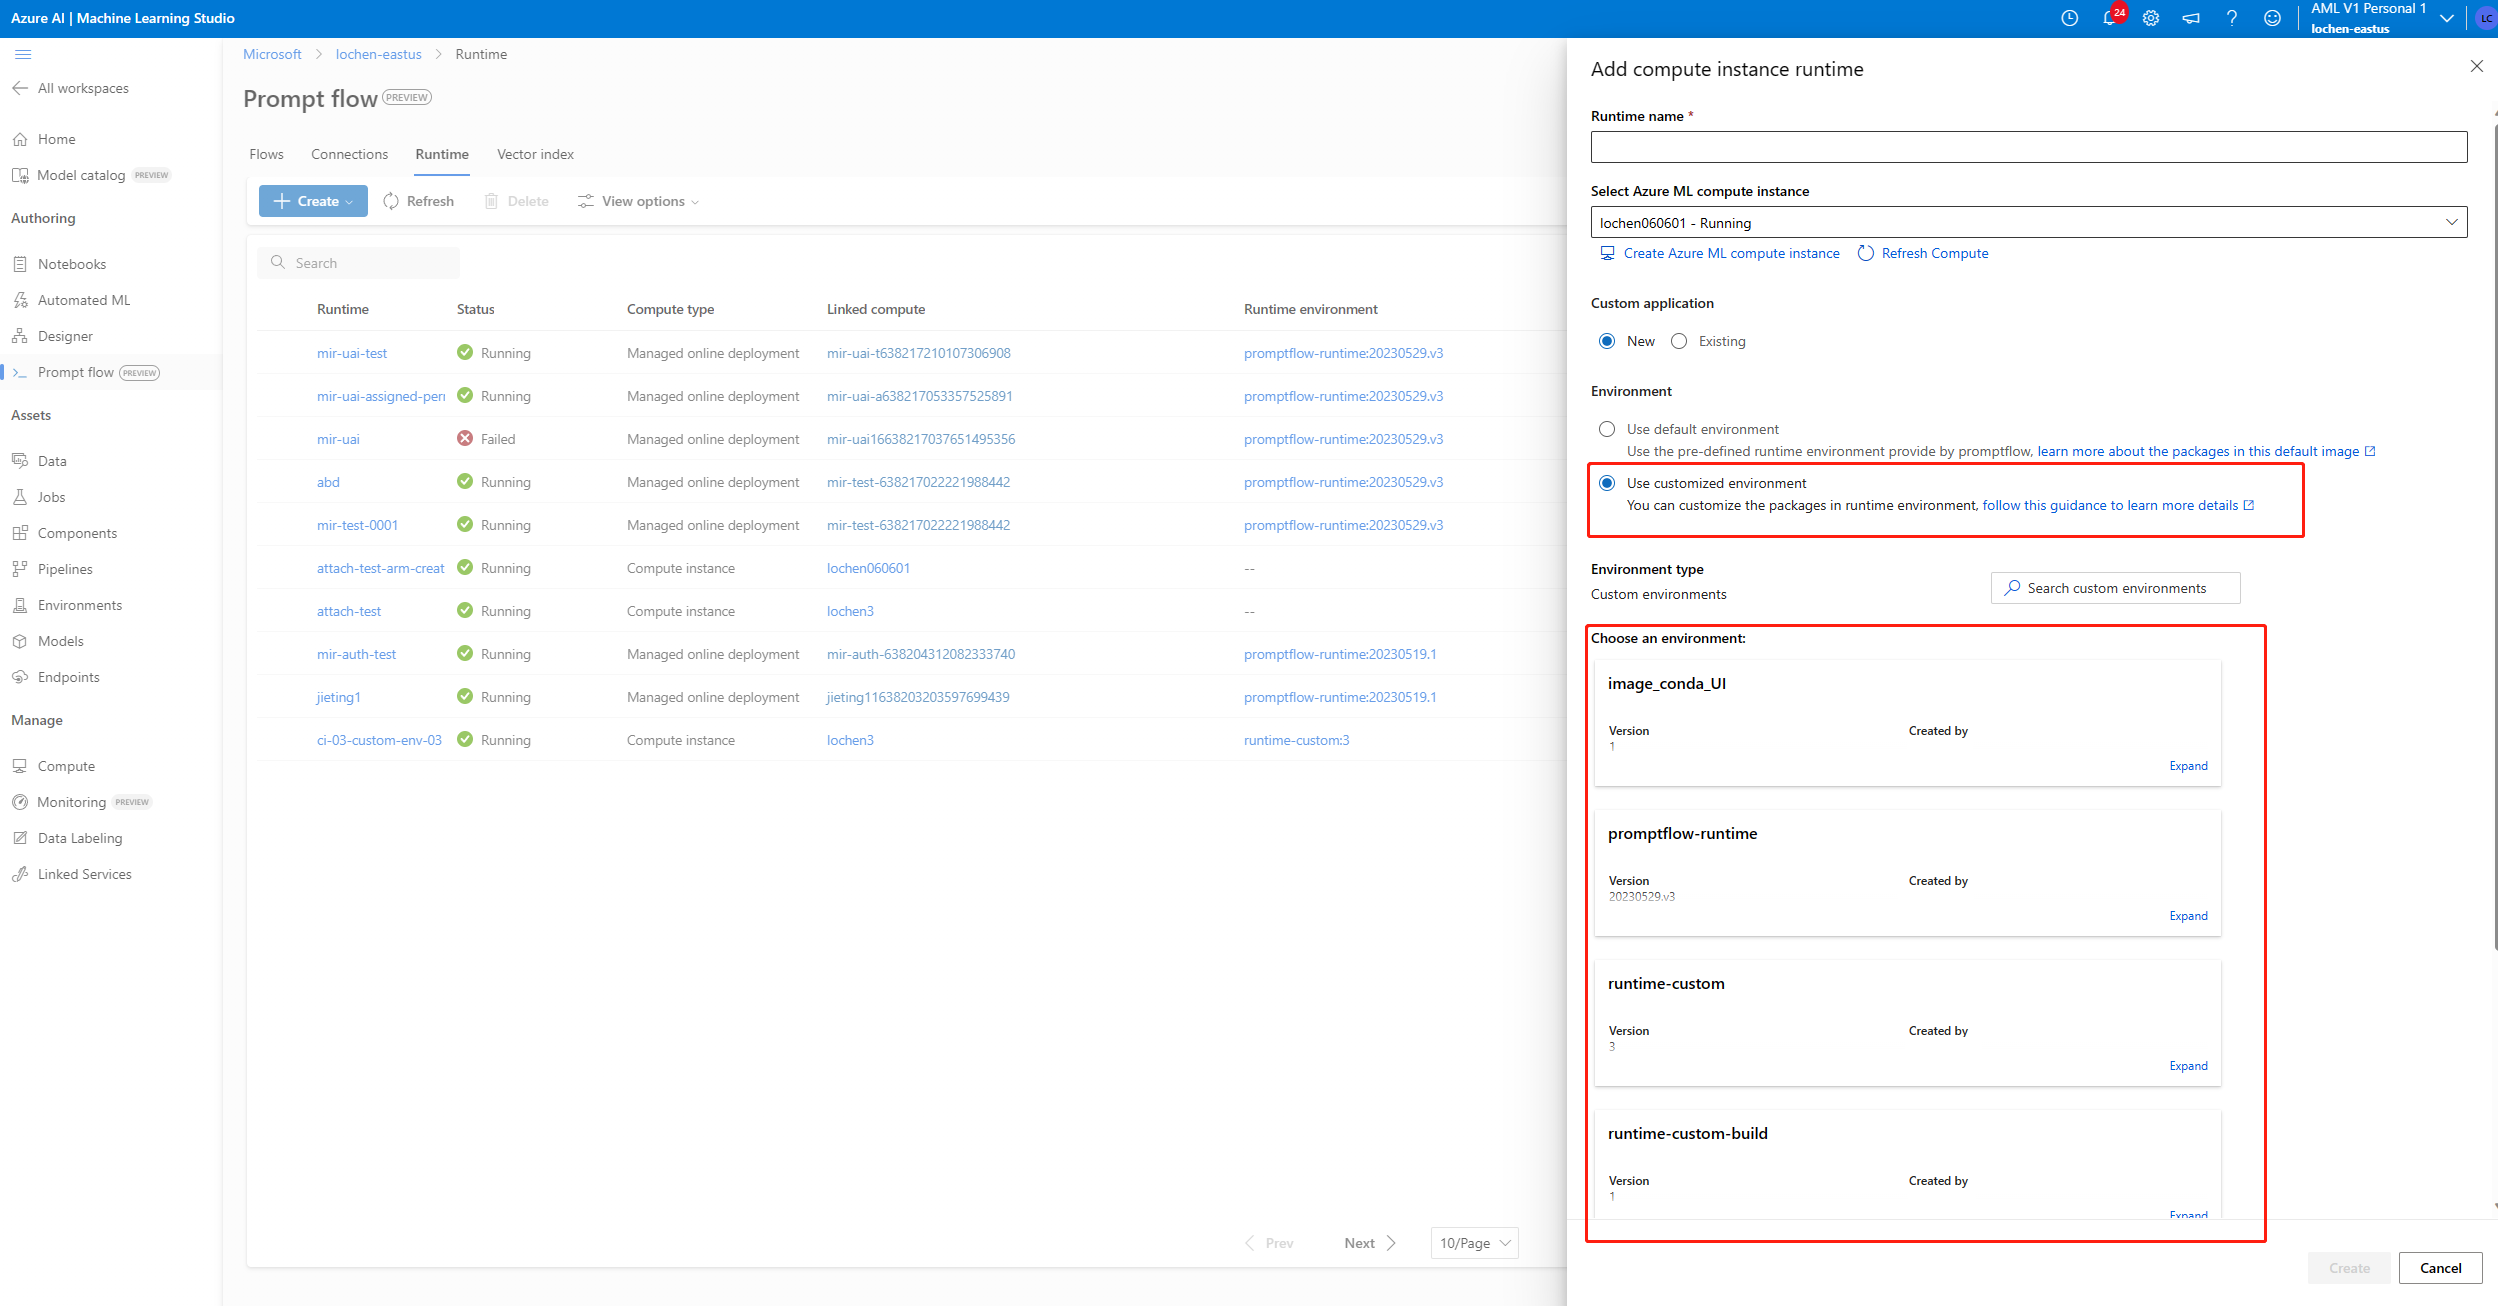 Azure AI | Machine Learning Studio
24
AML V1 Personal 1
lochen-eastus
LC
All workspaces
Home
Model catalog PREVIEW
Authoring
Notebooks
Automated ML
Designer
Prompt flow PREVIEW
Assets
Data
Jobs
Components
Pipelines
Environments
Models
Endpoints
Manage
Compute
Monitoring PREVIEW
Data Labeling
Linked Services
Microsoft > lochen-eastus > Runtime
Prompt flow PREVIEW
Flows Connections Runtime Vector index
Create Refresh Delete View options
Search
Runtime Status Compute type Linked compute Runtime environment
mir-uai-test Running Managed online deployment mir-uai-t638217210107306908 promptflow-runtime:20230529.v3
mir-uai-assigned-peri Running Managed online deployment mir-uai-a638217053357525891 promptflow-runtime:20230529.v3
mir-uai Failed Managed online deployment mir-uai16638217037651495356 promptflow-runtime:20230529.v3
abd Running Managed online deployment mir-test-638217022221988442 promptflow-runtime:20230529.v3
mir-test-0001 Running Managed online deployment mir-test-638217022221988442 promptflow-runtime:20230529.v3
attach-test-arm-creat Running Compute instance lochen060601 --
attach-test Running Compute instance lochen3 --
mir-auth-test Running Managed online deployment mir-auth-638204312082333740 promptflow-runtime:20230519.1
jieting1 Running Managed online deployment jieting11638203203597699439 promptflow-runtime:20230519.1
ci-03-custom-env-03 Running Compute instance lochen3 runtime-custom:3
Prev Next 10/Page
Add compute instance runtime
Runtime name *
Select Azure ML compute instance
lochen060601 - Running
Create Azure ML compute instance Refresh Compute
Custom application
New Existing
Environment
Use default environment
Use the pre-defined runtime environment provide by promptflow, learn more about the packages in this default image
Use customized environment
You can customize the packages in runtime environment, follow this guidance to learn more details
Environment type
Custom environments
Search custom environments
Choose an environment:
image_conda_UI
Version Created by
1
Expand
promptflow-runtime
Version Created by
20230529.v3
Expand
runtime-custom
Version Created by
3
Expand
runtime-custom-build
Version Created by
1
Expand
Create Cancel